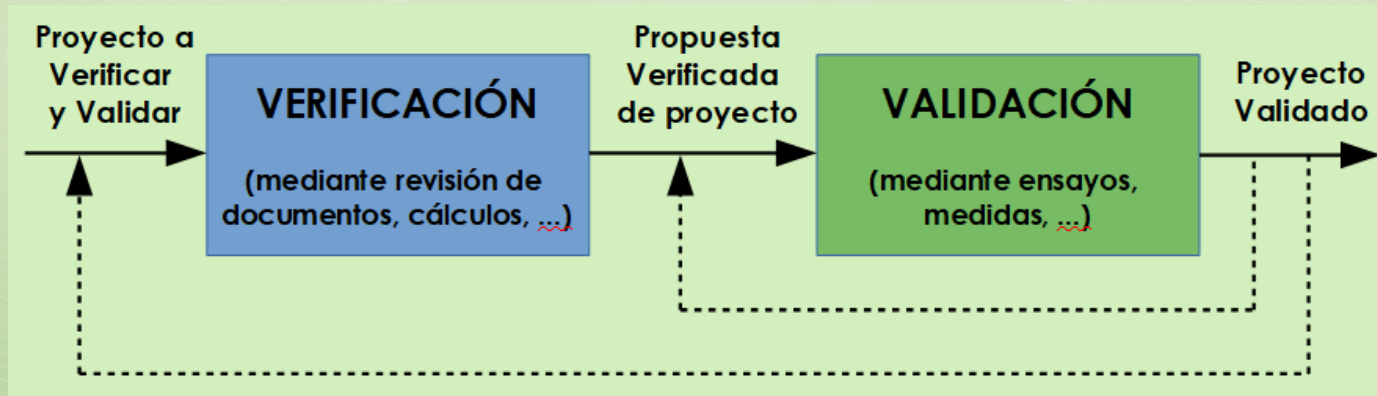 Proyecto a
Verificar
y Validar
VERIFICACIÓN
(mediante revisión de
documentos, cálculos, ...)
Propuesta
Verificada
de proyecto
VALIDACIÓN
(mediante ensayos,
medidas, ...)
Proyecto
Validado